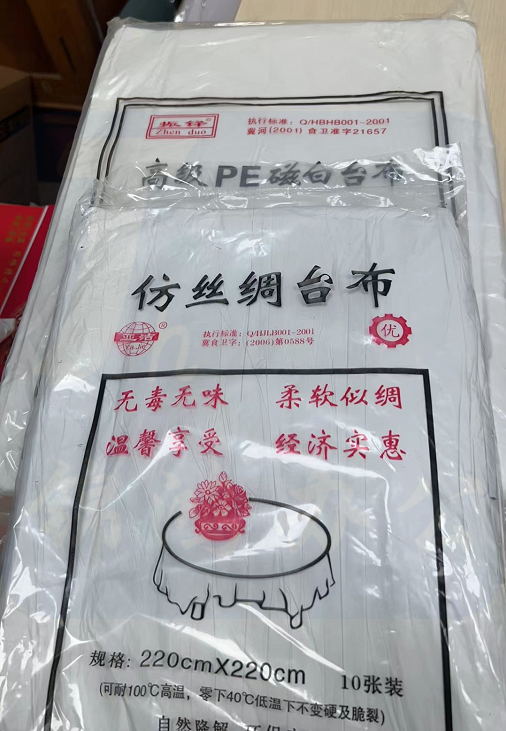 振铎®
Zhen duo
执行标准：Q/HBHB001-2001
冀河(2001) 食卫准字21657
高级PE磁白台布
仿丝绸台布
执行标准：Q/HJLB001-2001
冀食卫字：(2006)第0588号
优
无毒无味 柔软似绸
温馨享受 经济实惠
规格: 220cmX220cm 10张装
(可耐100℃高温，零下40℃低温下不变硬及脆裂)
自然降解